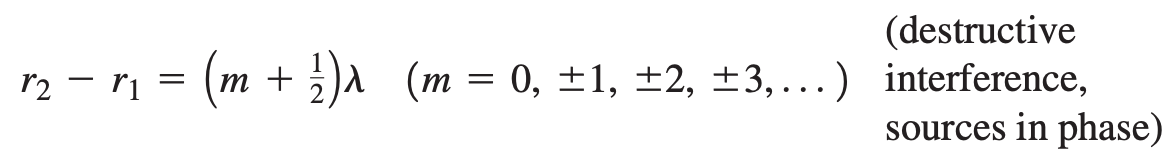 r₂ − r₁ = (m + ½)λ (m = 0, ±1, ±2, ±3, . . . )
(destructive
interference,
sources in phase)